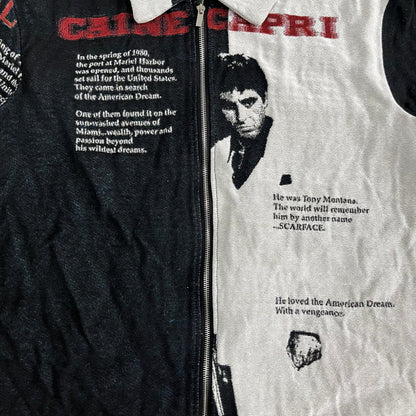 CAINE CAPRI
In the spring of 1980,
the port at Mariel Harbor
was opened, and thousands
set sail for the United States.
They came in search
of the American Dream.
One of them found it on the
sun-washed avenues of
Miami...wealth, power and
passion beyond
his wildest dreams.
He was Tony Montana.
The world will remember
him by another name
...SCARFACE.
He loved the American Dream.
With a vengeance.